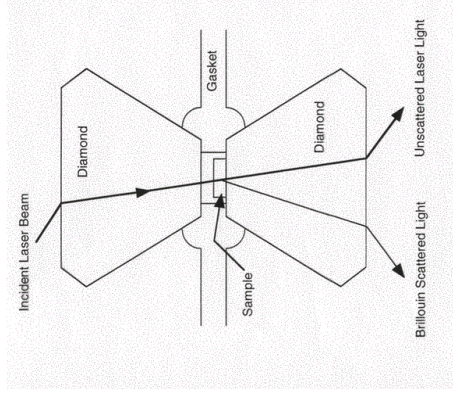 Incident Laser Beam
Diamond
Gasket
Sample
Diamond
Unscattered Laser Light
Brillouin Scattered Light